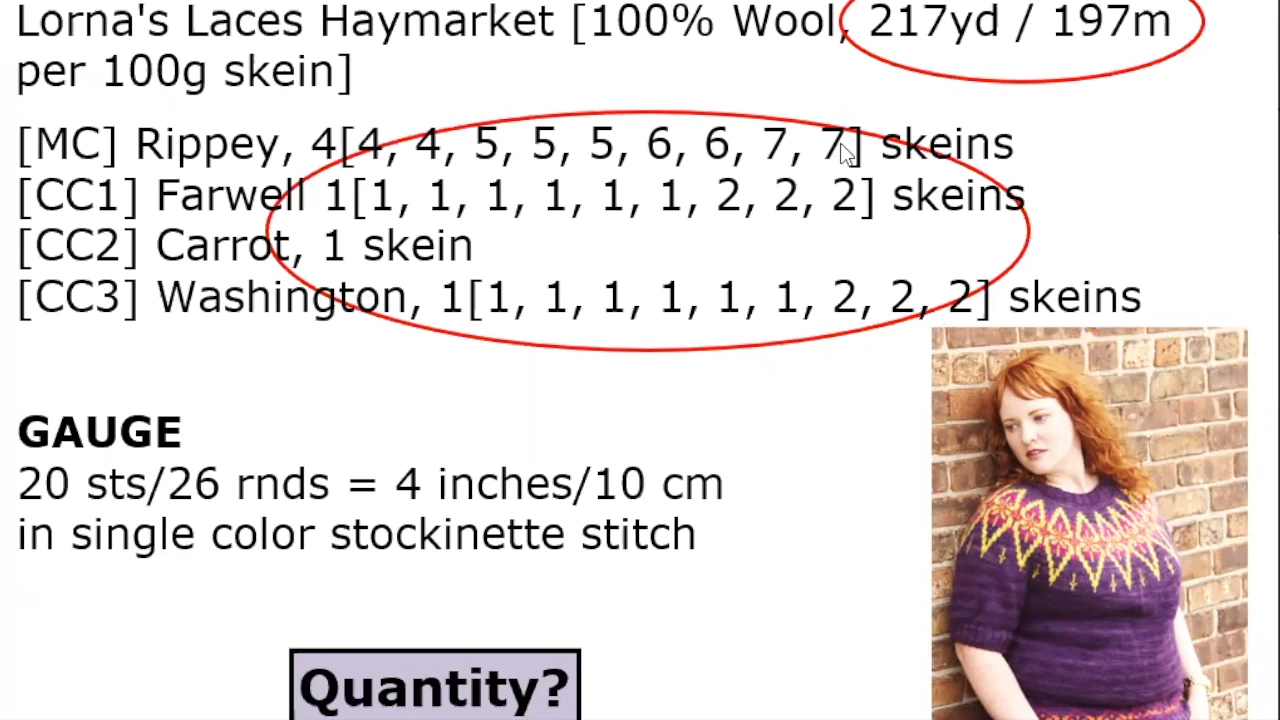 Lorna's Laces Haymarket [100% Wool, 217yd / 197m
per 100g skein]
[MC] Rippey, 4[4, 4, 5, 5, 5, 6, 6, 7, 7] skeins
[CC1] Farwell 1[1, 1, 1, 1, 1, 1, 2, 2, 2] skeins
[CC2] Carrot, 1 skein
[CC3] Washington, 1[1, 1, 1, 1, 1, 1, 2, 2, 2] skeins
GAUGE
20 sts/26 rnds = 4 inches/10 cm
in single color stockinette stitch
Quantity?